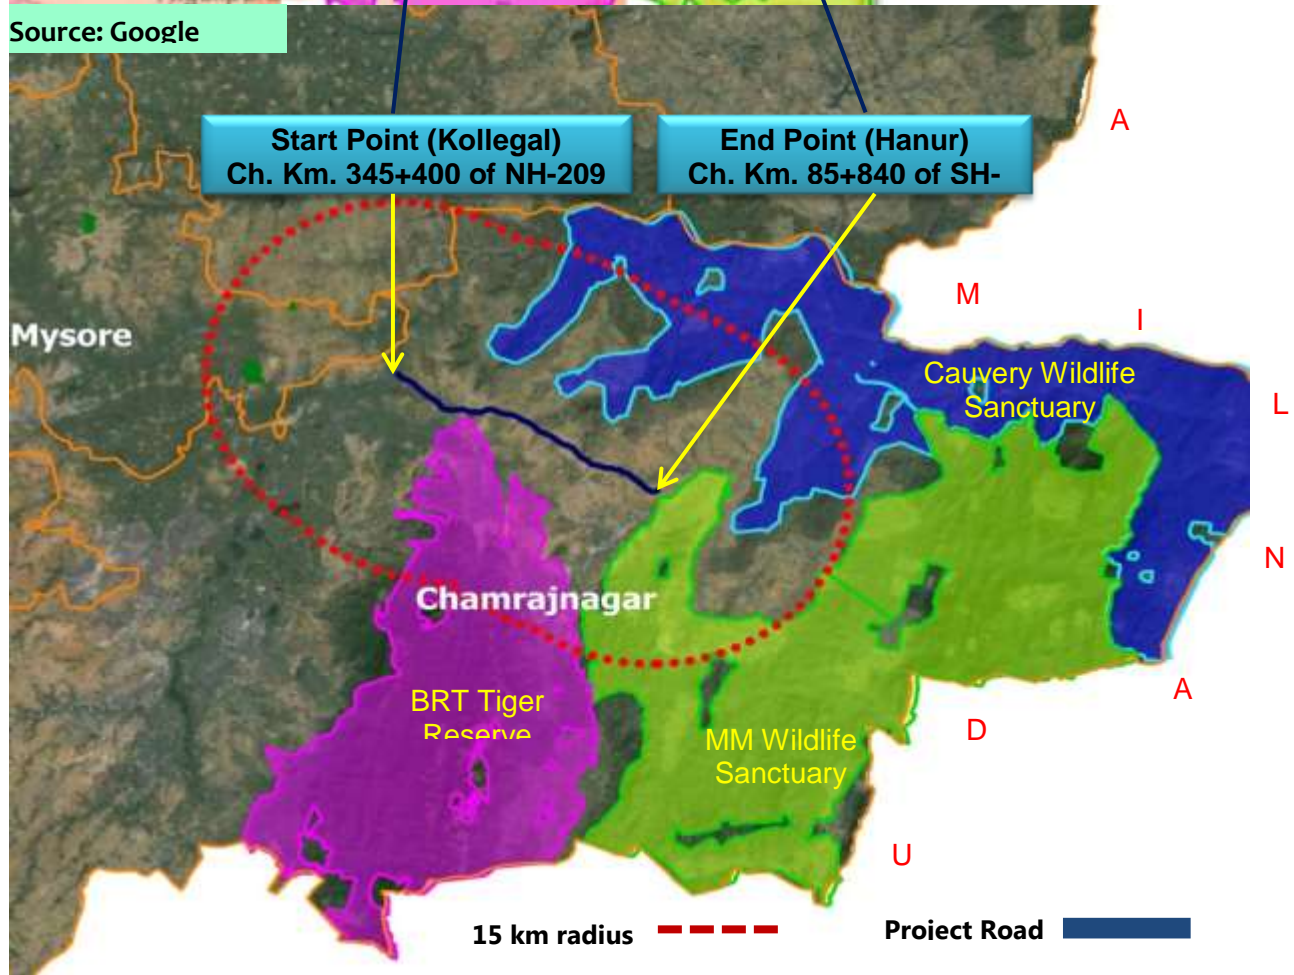 Source: Google
Start Point (Kollegal)
Ch. Km. 345+400 of NH-209
End Point (Hanur)
Ch. Km. 85+840 of SH-
A
M
I
Mysore
Cauvery Wildlife
Sanctuary
L
N
Chamrajnagar
A
BRT Tiger
Reserve
D
MM Wildlife
Sanctuary
U
15 km radius
Project Road